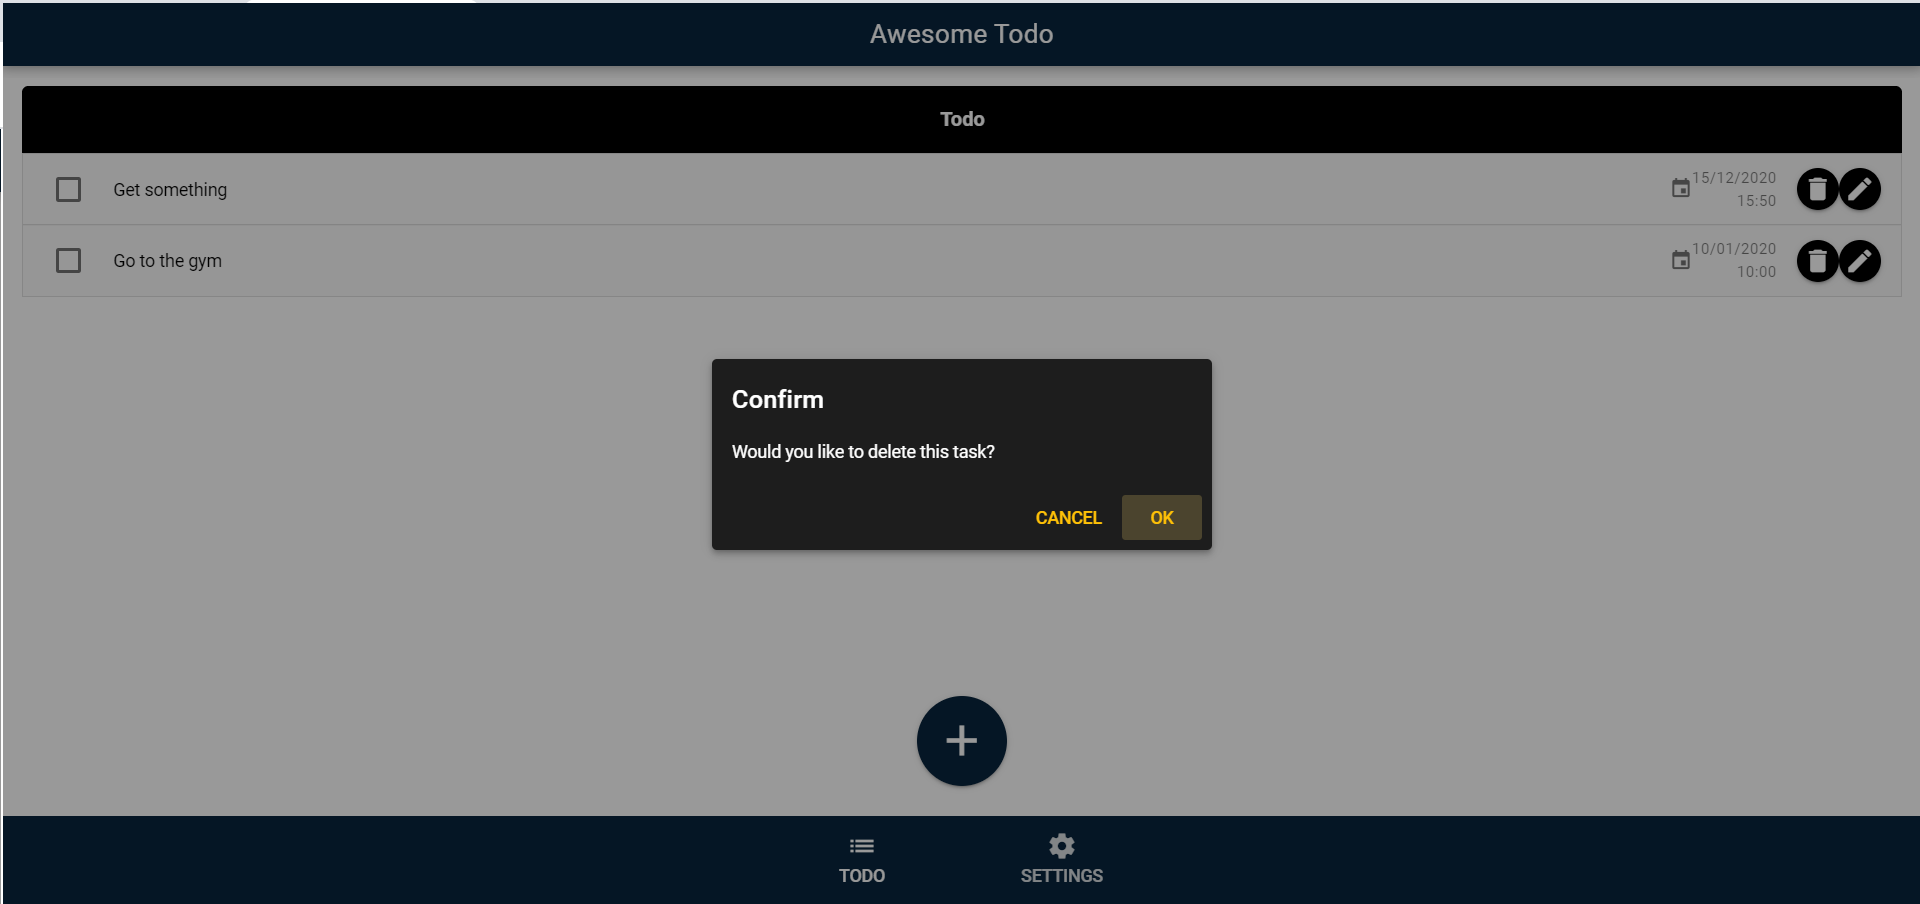 Awesome Todo
Todo
Get something
15/12/2020
15:50
Go to the gym
10/01/2020
10:00
Confirm
Would you like to delete this task?
CANCEL OK
TODO SETTINGS